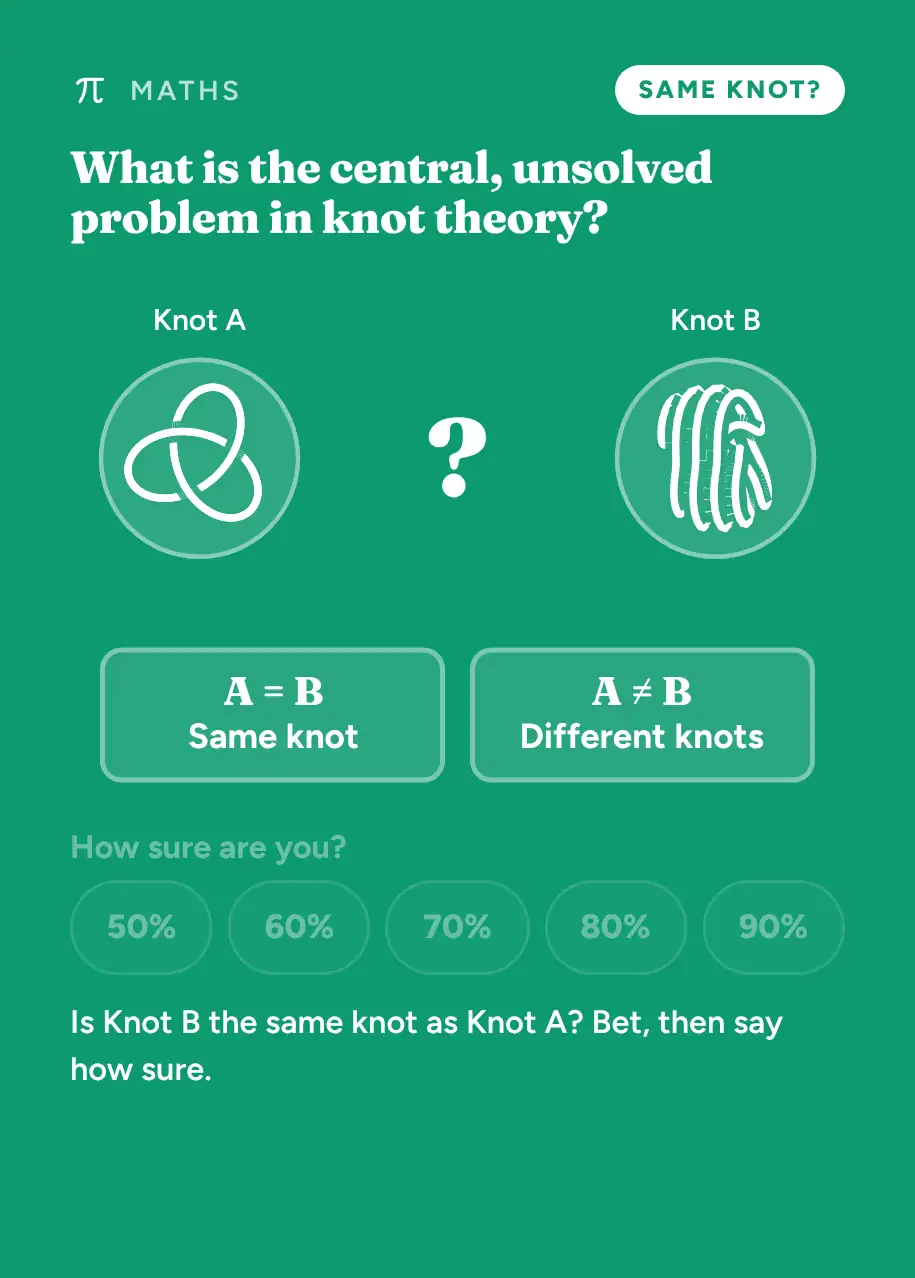 π MATHS
SAME KNOT?
What is the central, unsolved
problem in knot theory?
Knot A
Knot B
?
A = B
Same knot
A ≠ B
Different knots
How sure are you?
50%
60%
70%
80%
90%
Is Knot B the same knot as Knot A? Bet, then say
how sure.